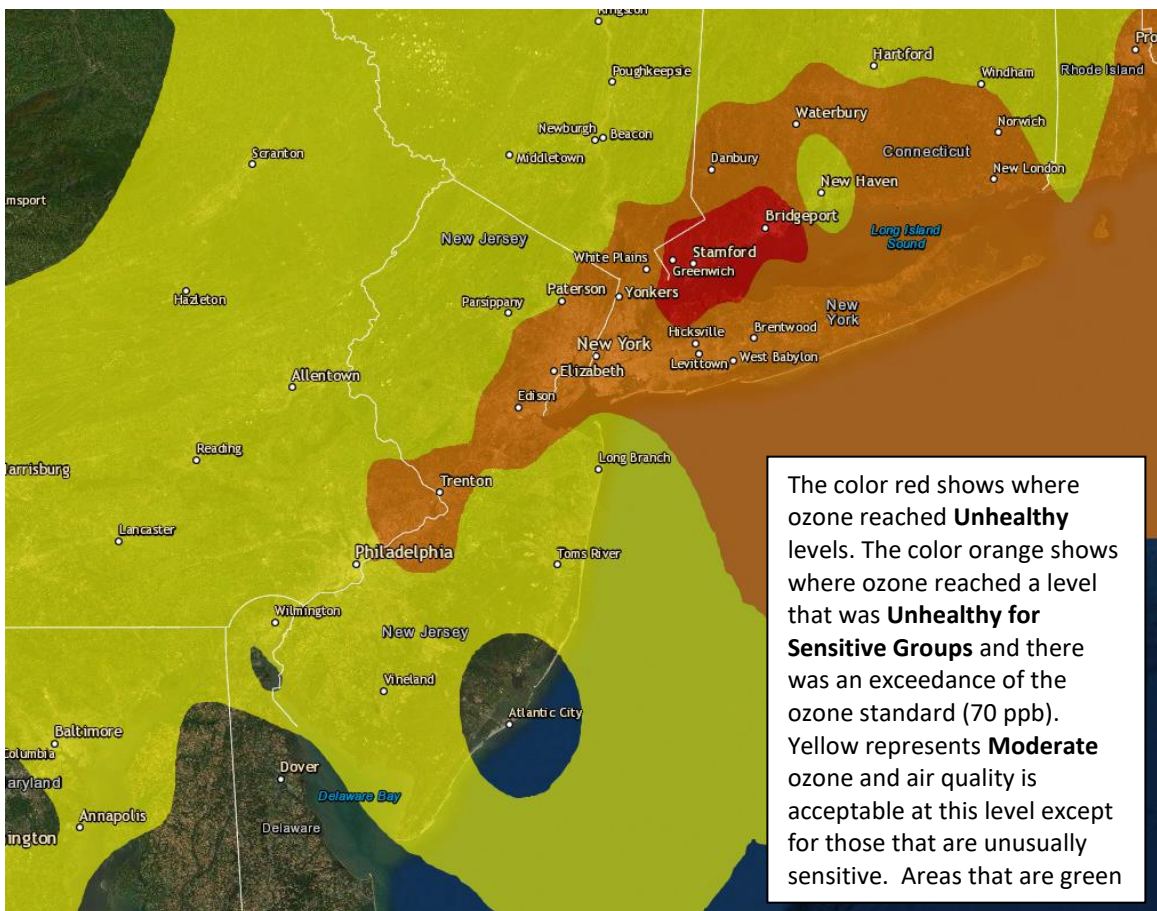 Kingston
Pro
Hartford
Poughkeepsie
Windham
Rhode Island
Waterbury
Newburgh
Beacon
Norwich
Scranton
Middletown
Danbury
Connecticut
New London
New Haven
msport
Bridgeport
New Jersey
Long Island
Sound
Stamford
White Plains
Greenwich
Hazleton
Paterson
Yonkers
Parsippany
New
York
Hicksville
Brentwood
New York
Levittown
West Babylon
Elizabeth
Allentown
Edison
Reading
Long Branch
Harrisburg
Trenton
Lancaster
Philadelphia
Toms River
Wilmington
New Jersey
Vineland
Atlantic City
Baltimore
Columbia
Dover
aryland
Delaware Bay
Annapolis
Delaware
ington
The color red shows where
ozone reached Unhealthy
levels. The color orange shows
where ozone reached a level
that was Unhealthy for
Sensitive Groups and there
was an exceedance of the
ozone standard (70 ppb).
Yellow represents Moderate
ozone and air quality is
acceptable at this level except
for those that are unusually
sensitive. Areas that are green